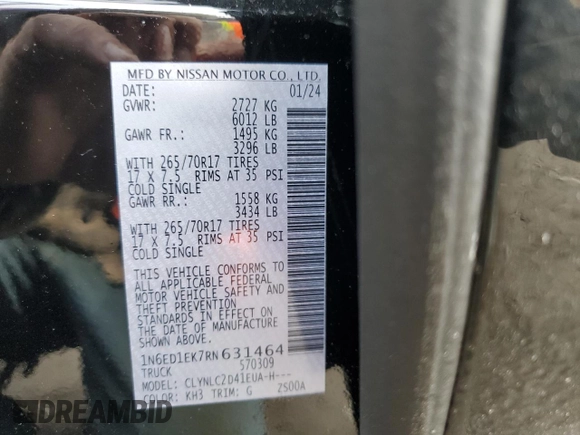 MFD BY NISSAN MOTOR CO., LTD.
DATE: 01/24
GVWR: 2727 KG
6012 LB
GAWR FR.: 1495 KG
3296 LB
WITH 265/70R17 TIRES
17 X 7.5 RIMS AT 35 PSI
COLD SINGLE
GAWR RR.: 1558 KG
3434 LB
WITH 265/70R17 TIRES
17 X 7.5 RIMS AT 35 PSI
COLD SINGLE
THIS VEHICLE CONFORMS TO
ALL APPLICABLE FEDERAL
MOTOR VEHICLE SAFETY AND
THEFT PREVENTION
STANDARDS IN EFFECT ON
THE DATE OF MANUFACTURE
SHOWN ABOVE.
1N6ED1EK7RN631464
TRUCK 570309
MODEL: CLYNLC2D41EUA-H---
COLOR: KH3 TRIM: G 2S00A
DREAMBID